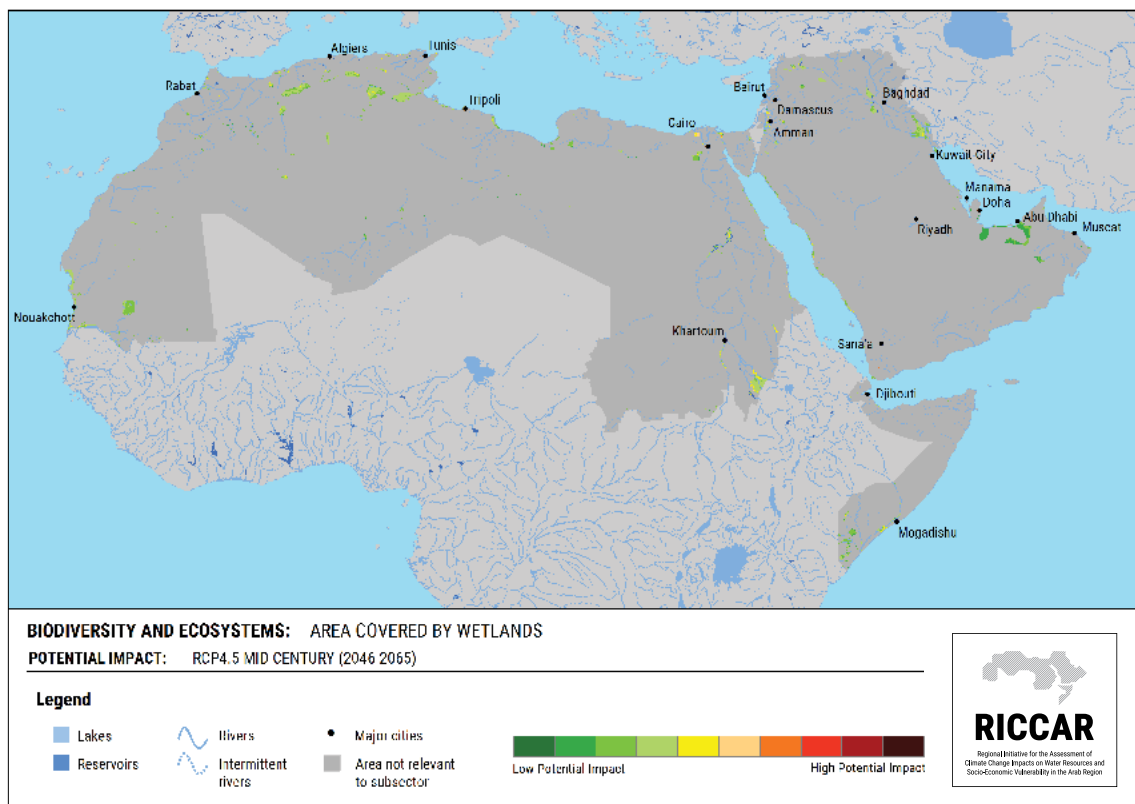 Algiers
Tunis
Rabat
Tripoli
Beirut
Baghdad
Damascus
Cairo
Amman
Kuwait City
Manama
Doha
Abu Dhabi
Riyadh
Muscat
Nouakchott
Khartoum
Sana'a
Djibouti
Mogadishu
BIODIVERSITY AND ECOSYSTEMS: AREA COVERED BY WETLANDS
POTENTIAL IMPACT: RCP4.5 MID CENTURY (2046 2065)
Legend
Lakes
Reservoirs
Rivers
Intermittent
rivers
Major cities
Area not relevant
to subsector
Low Potential Impact
High Potential Impact
RICCAR
Regional Initiative for the Assessment of
Climate Change Impacts on Water Resources and
Socio-Economic Vulnerability in the Arab Region